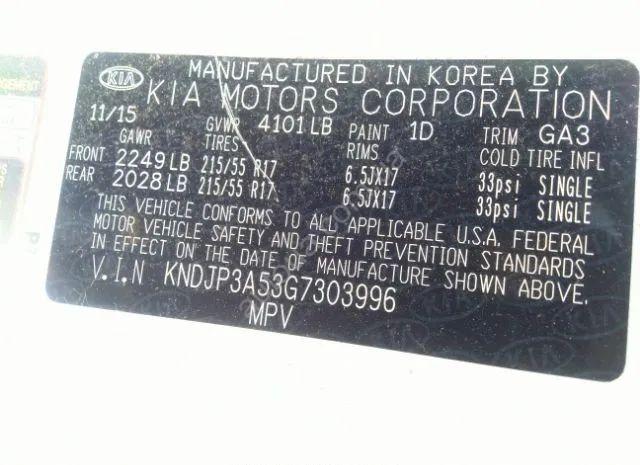 KIA MANUFACTURED IN KOREA BY
KIA MOTORS CORPORATION
11/15 GVWR 4101 LB PAINT 1D TRIM GA3
GAWR TIRES RIMS COLD TIRE INFL
FRONT 2249 LB 215/55 R17 6.5JX17 33psi SINGLE
REAR 2028 LB 215/55 R17 6.5JX17 33psi SINGLE
THIS VEHICLE CONFORMS TO ALL APPLICABLE U.S.A. FEDERAL
MOTOR VEHICLE SAFETY AND THEFT PREVENTION STANDARDS
IN EFFECT ON THE DATE OF MANUFACTURE SHOWN ABOVE.
V.I.N KNDJP3A53G7303996
MPV